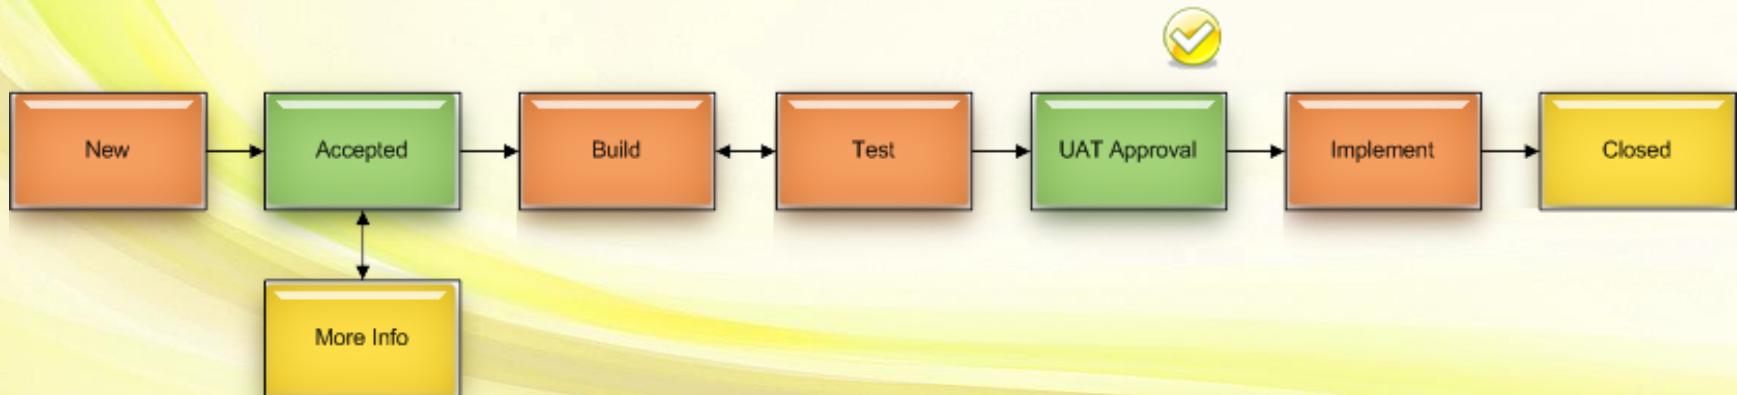 New
Accepted
Build
Test
UAT Approval
Implement
Closed
More Info